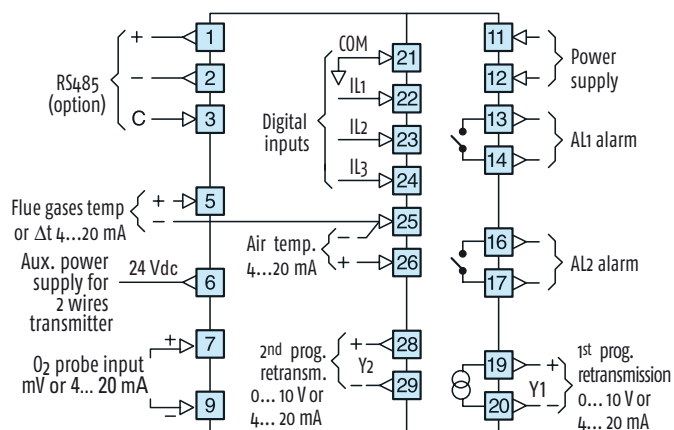 + 1
RS485
(option)
− 2
C 3
Flue gases temp
or Δt 4...20 mA
+ 5
−
Aux. power
supply for
2 wires
transmitter
24 Vdc 6
O2 probe input
mV or 4... 20 mA
+ 7
− 9
Digital
inputs
COM 21
IL1 22
IL2 23
IL3 24
25
Air temp.
4...20 mA
−
+ 26
2nd prog.
retransm.
0... 10 V or
4... 20 mA
Y2
+ 28
− 29
11
12
Power
supply
13
14
AL1 alarm
16
17
AL2 alarm
19 +
20 −
Y1
1st prog.
retransmission
0... 10 V or
4... 20 mA